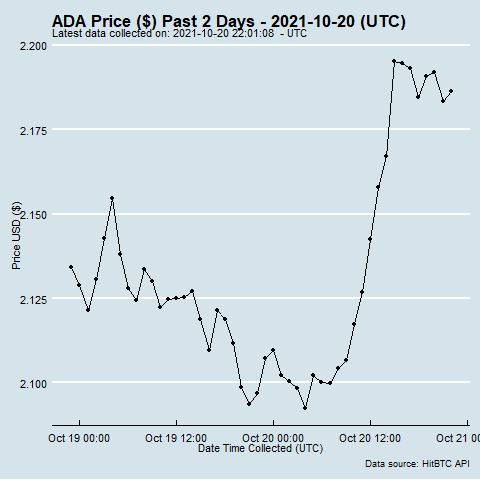 ADA Price ($) Past 2 Days - 2021-10-20 (UTC)
Latest data collected on: 2021-10-20 22:01:08 - UTC
2.200
2.175
2.150
2.125
2.100
Price USD ($)
Oct 19 00:00 Oct 19 12:00 Oct 20 00:00 Oct 20 12:00 Oct 21 00
Date Time Collected (UTC)
Data source: HitBTC API